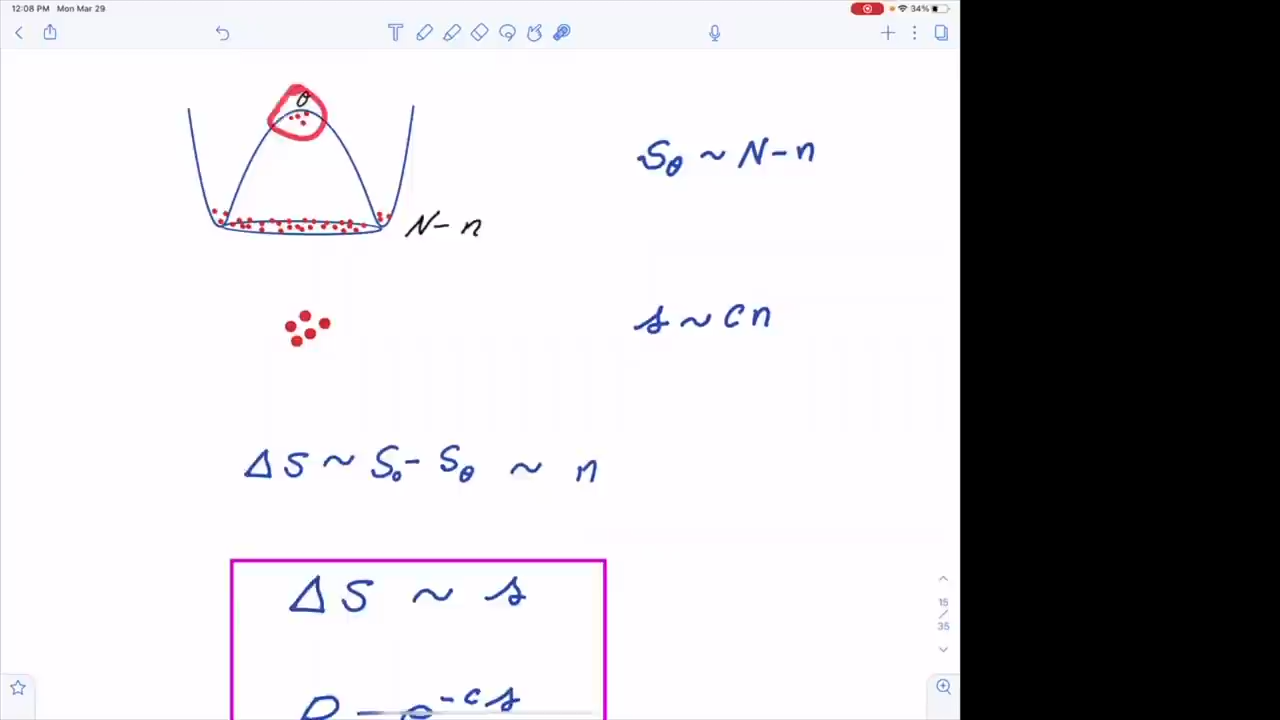 12:08 PM Mon Mar 29
34%
θ
S_θ ~ N-n
N-n
s ~ cn
ΔS ~ S₀ - S_θ ~ n
ΔS ~ s
15
/
35